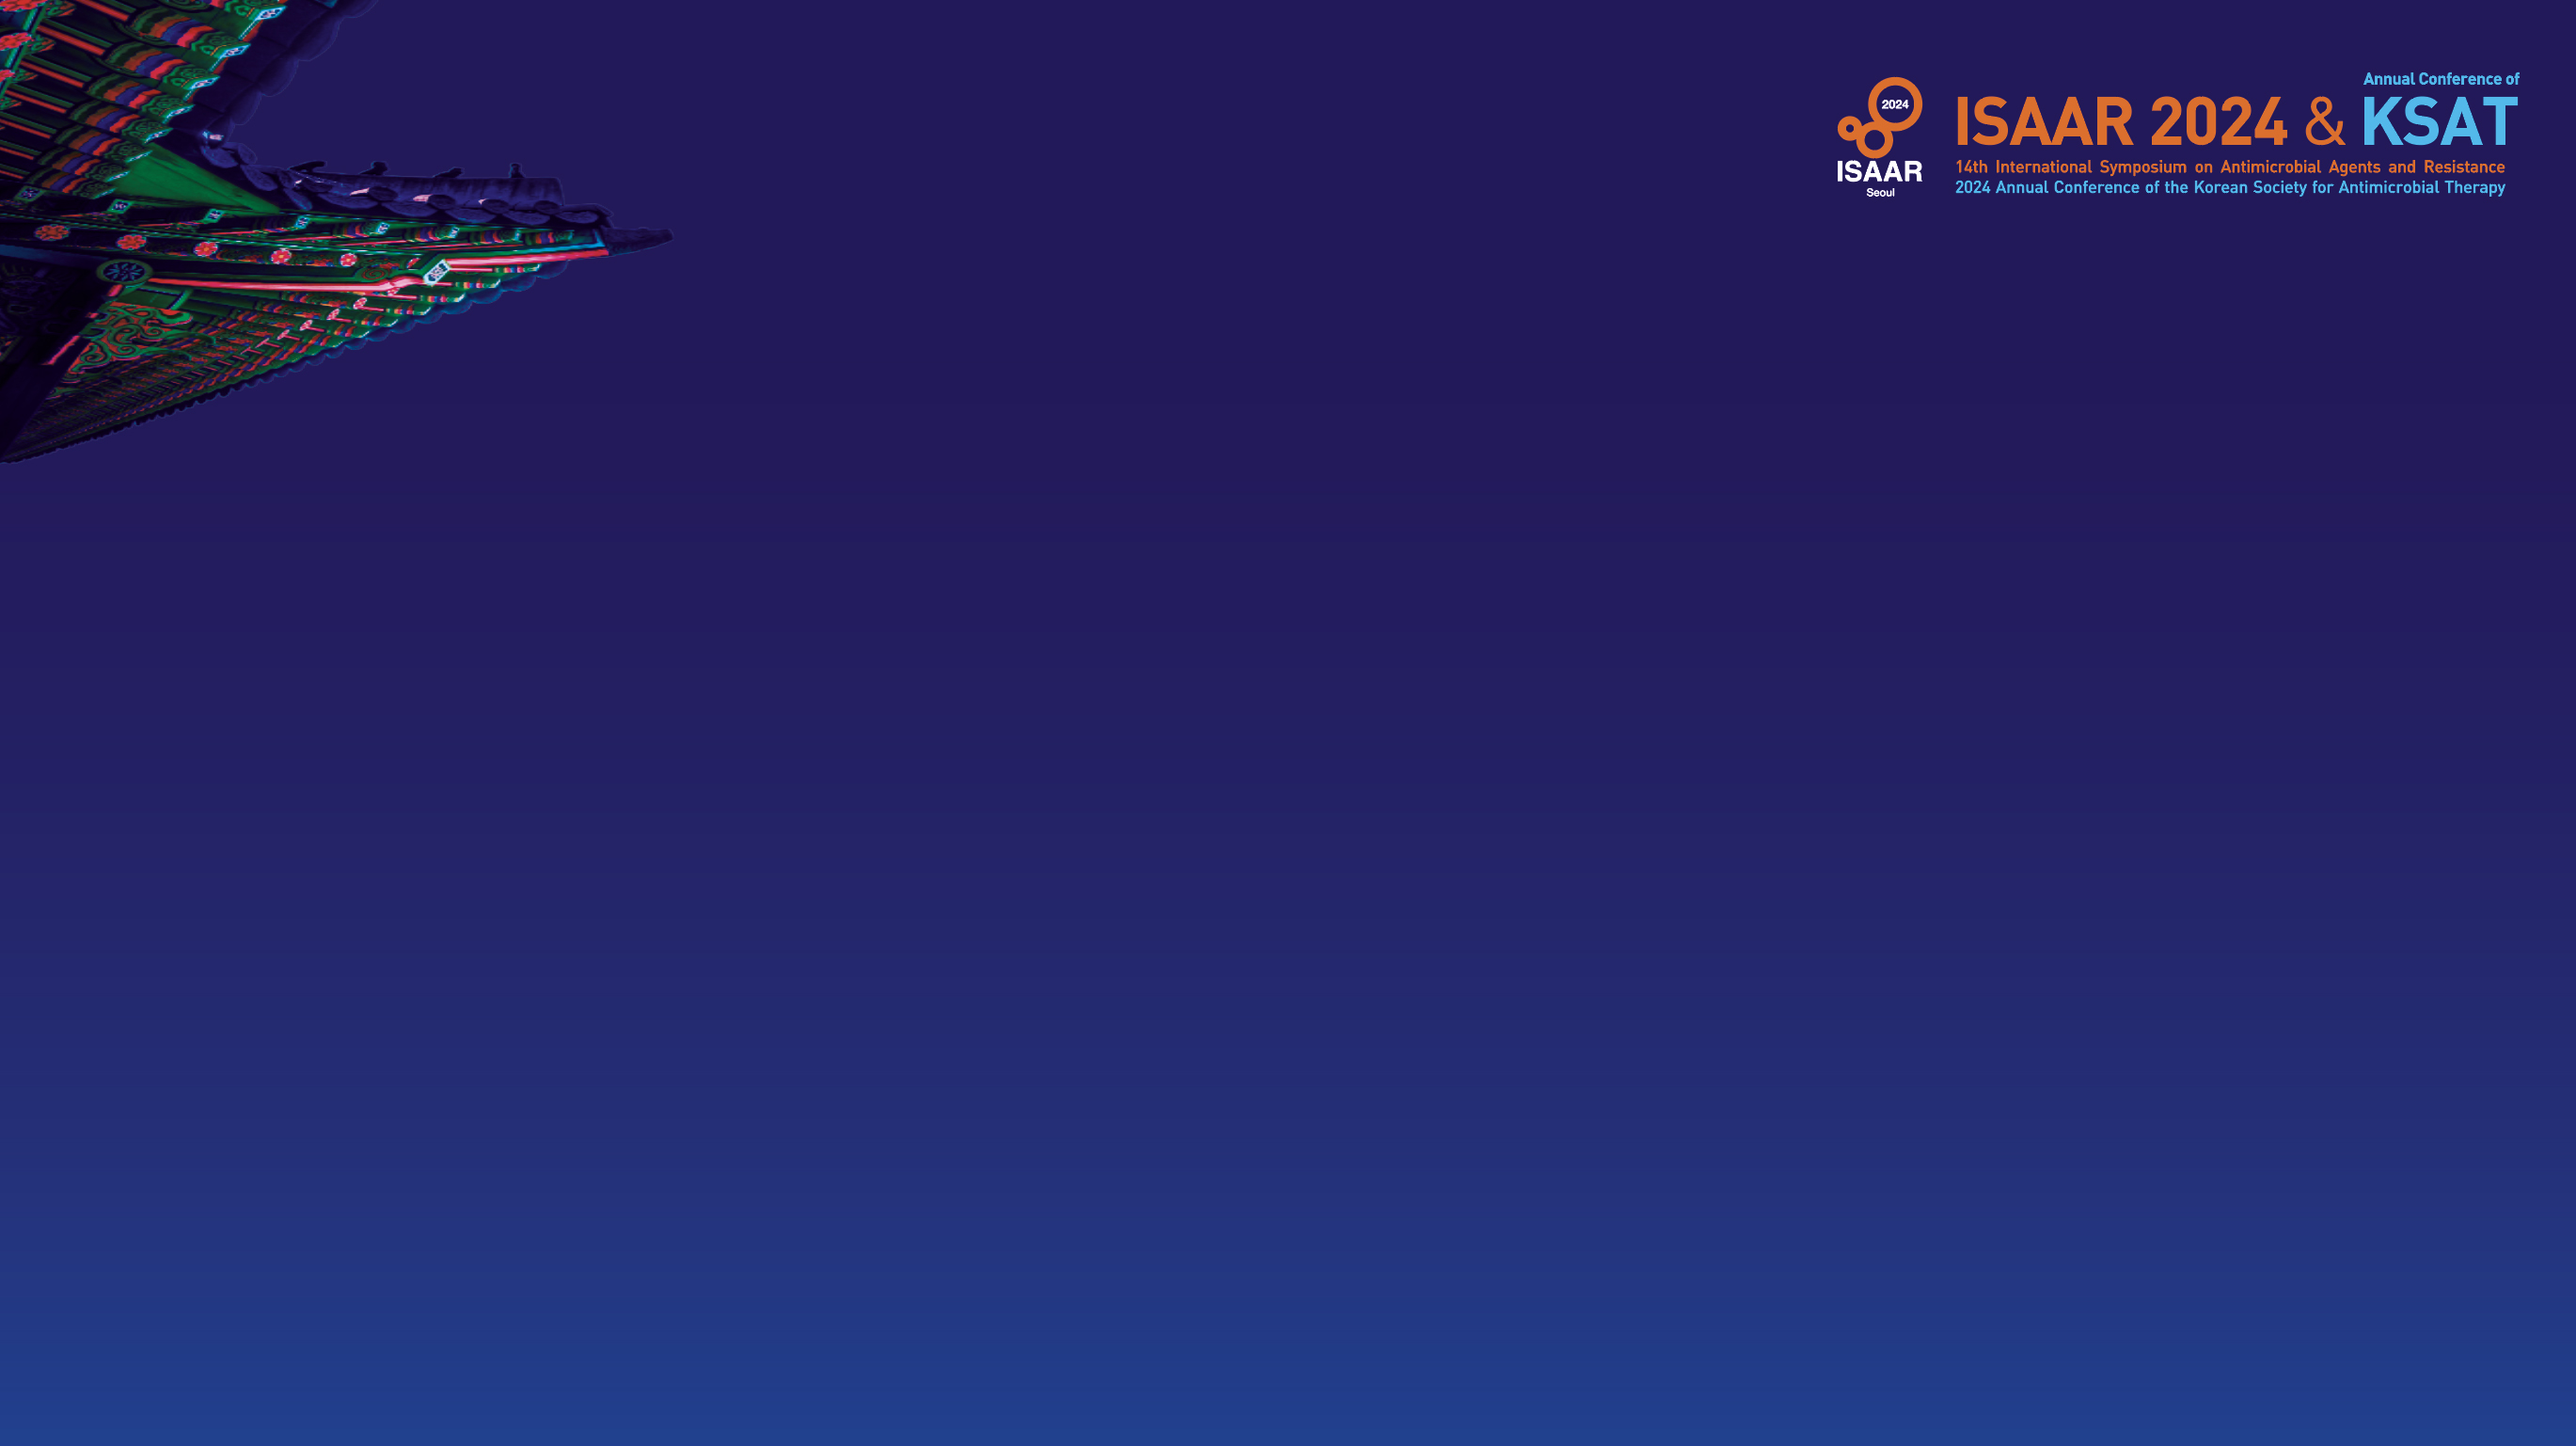 Annual Conference of
2024
ISAAR 2024 & KSAT
ISAAR
Seoul
14th International Symposium on Antimicrobial Agents and Resistance
2024 Annual Conference of the Korean Society for Antimicrobial Therapy